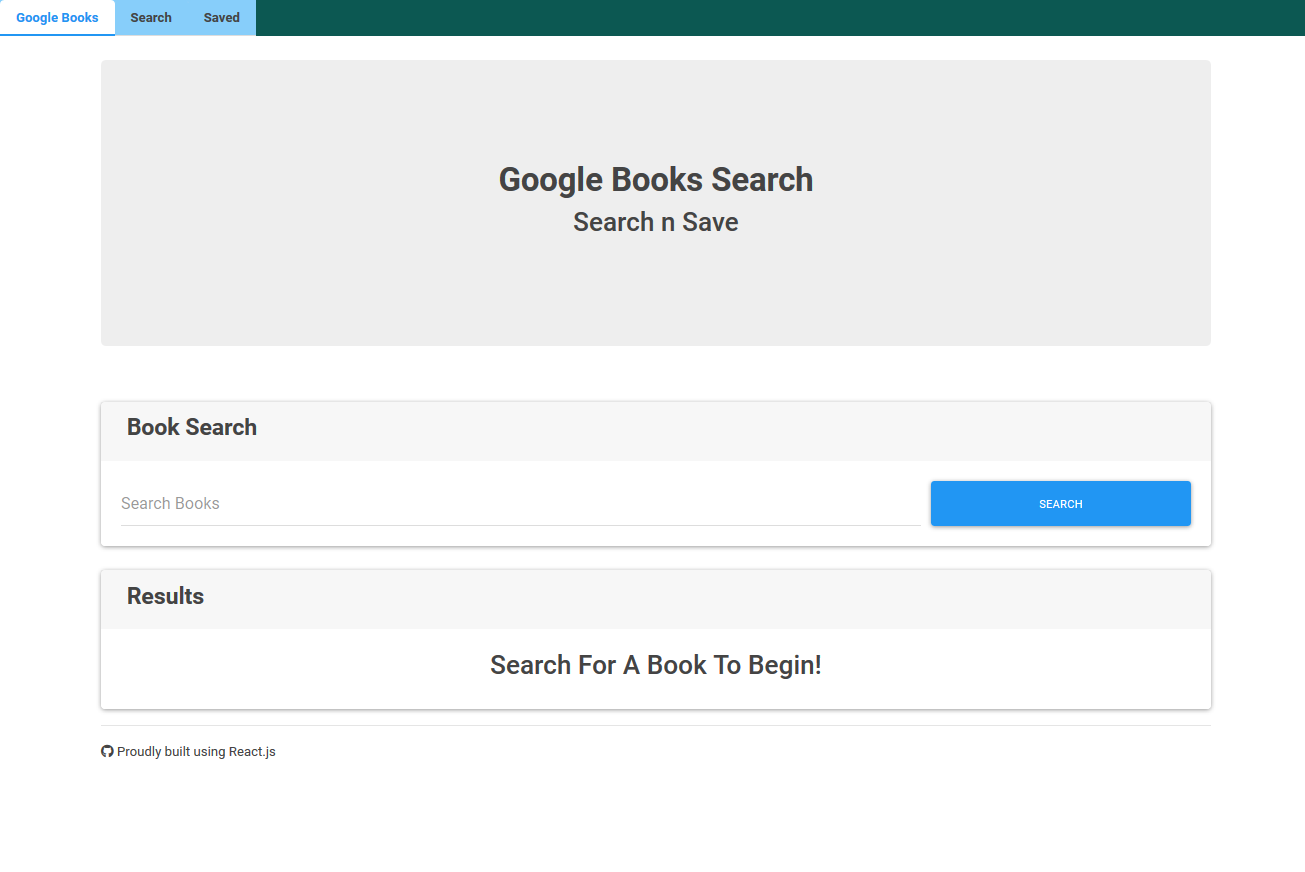 Google Books Search Saved
Google Books Search
Search n Save
Book Search
Search Books
SEARCH
Results
Search For A Book To Begin!
Proudly built using React.js